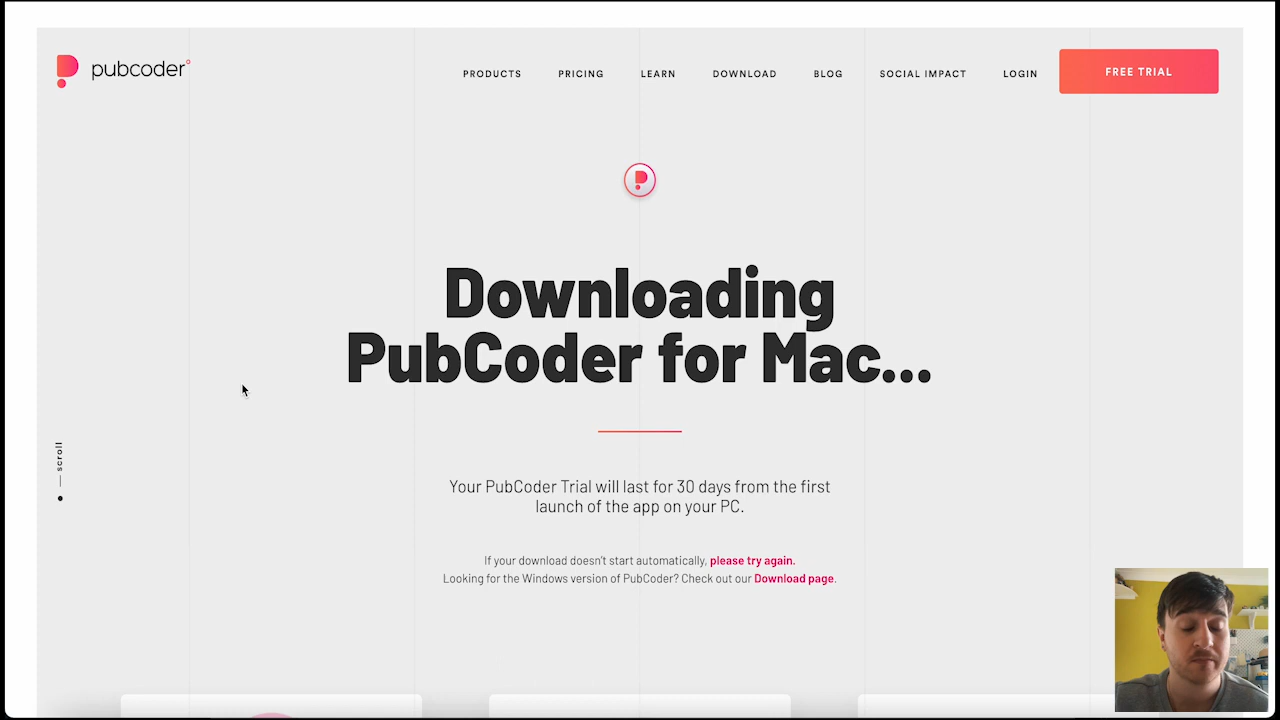 pubcoder°
PRODUCTS
PRICING
LEARN
DOWNLOAD
BLOG
SOCIAL IMPACT
LOGIN
FREE TRIAL
Downloading
PubCoder for Mac...
scroll
Your PubCoder Trial will last for 30 days from the first
launch of the app on your PC.
If your download doesn't start automatically, please try again.
Looking for the Windows version of PubCoder? Check out our Download page.